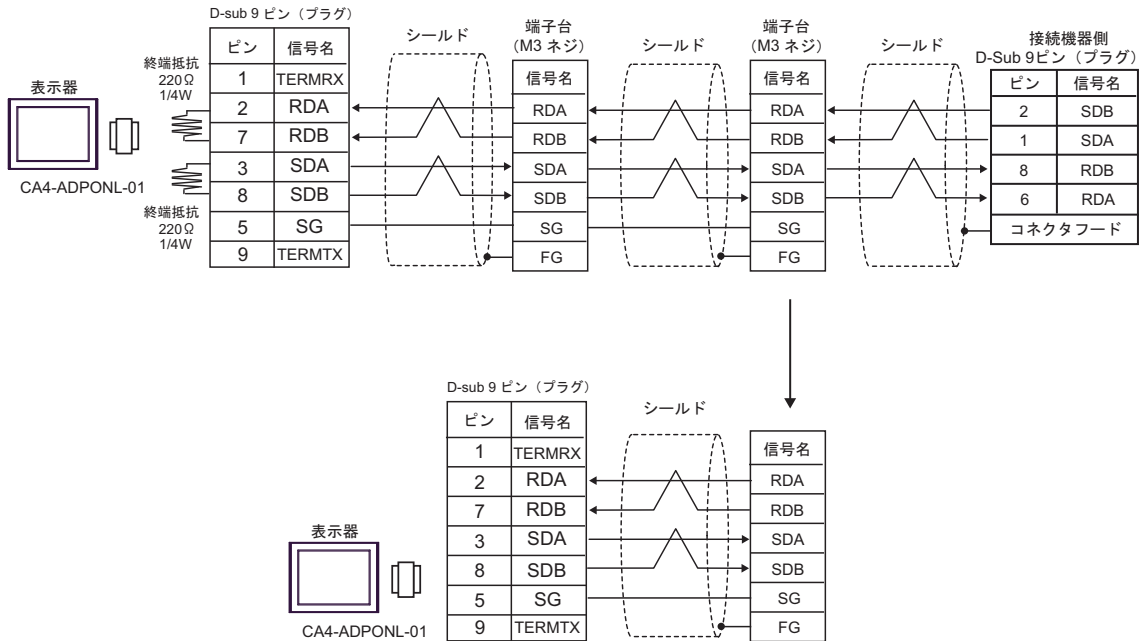 D-sub 9 ピン（プラグ）
ピン 信号名
1 TERMRX
2 RDA
7 RDB
3 SDA
8 SDB
5 SG
9 TERMTX
終端抵抗
220Ω
1/4W
終端抵抗
220Ω
1/4W
表示器
CA4-ADPONL-01
シールド
端子台
（M3 ネジ）
信号名
RDA
RDB
SDA
SDB
SG
FG
シールド
端子台
（M3 ネジ）
信号名
RDA
RDB
SDA
SDB
SG
FG
シールド
接続機器側
D-Sub 9ピン（プラグ）
ピン 信号名
2 SDB
1 SDA
8 RDB
6 RDA
コネクタフード
D-sub 9 ピン（プラグ）
ピン 信号名
1 TERMRX
2 RDA
7 RDB
3 SDA
8 SDB
5 SG
9 TERMTX
表示器
CA4-ADPONL-01
シールド
信号名
RDA
RDB
SDA
SDB
SG
FG